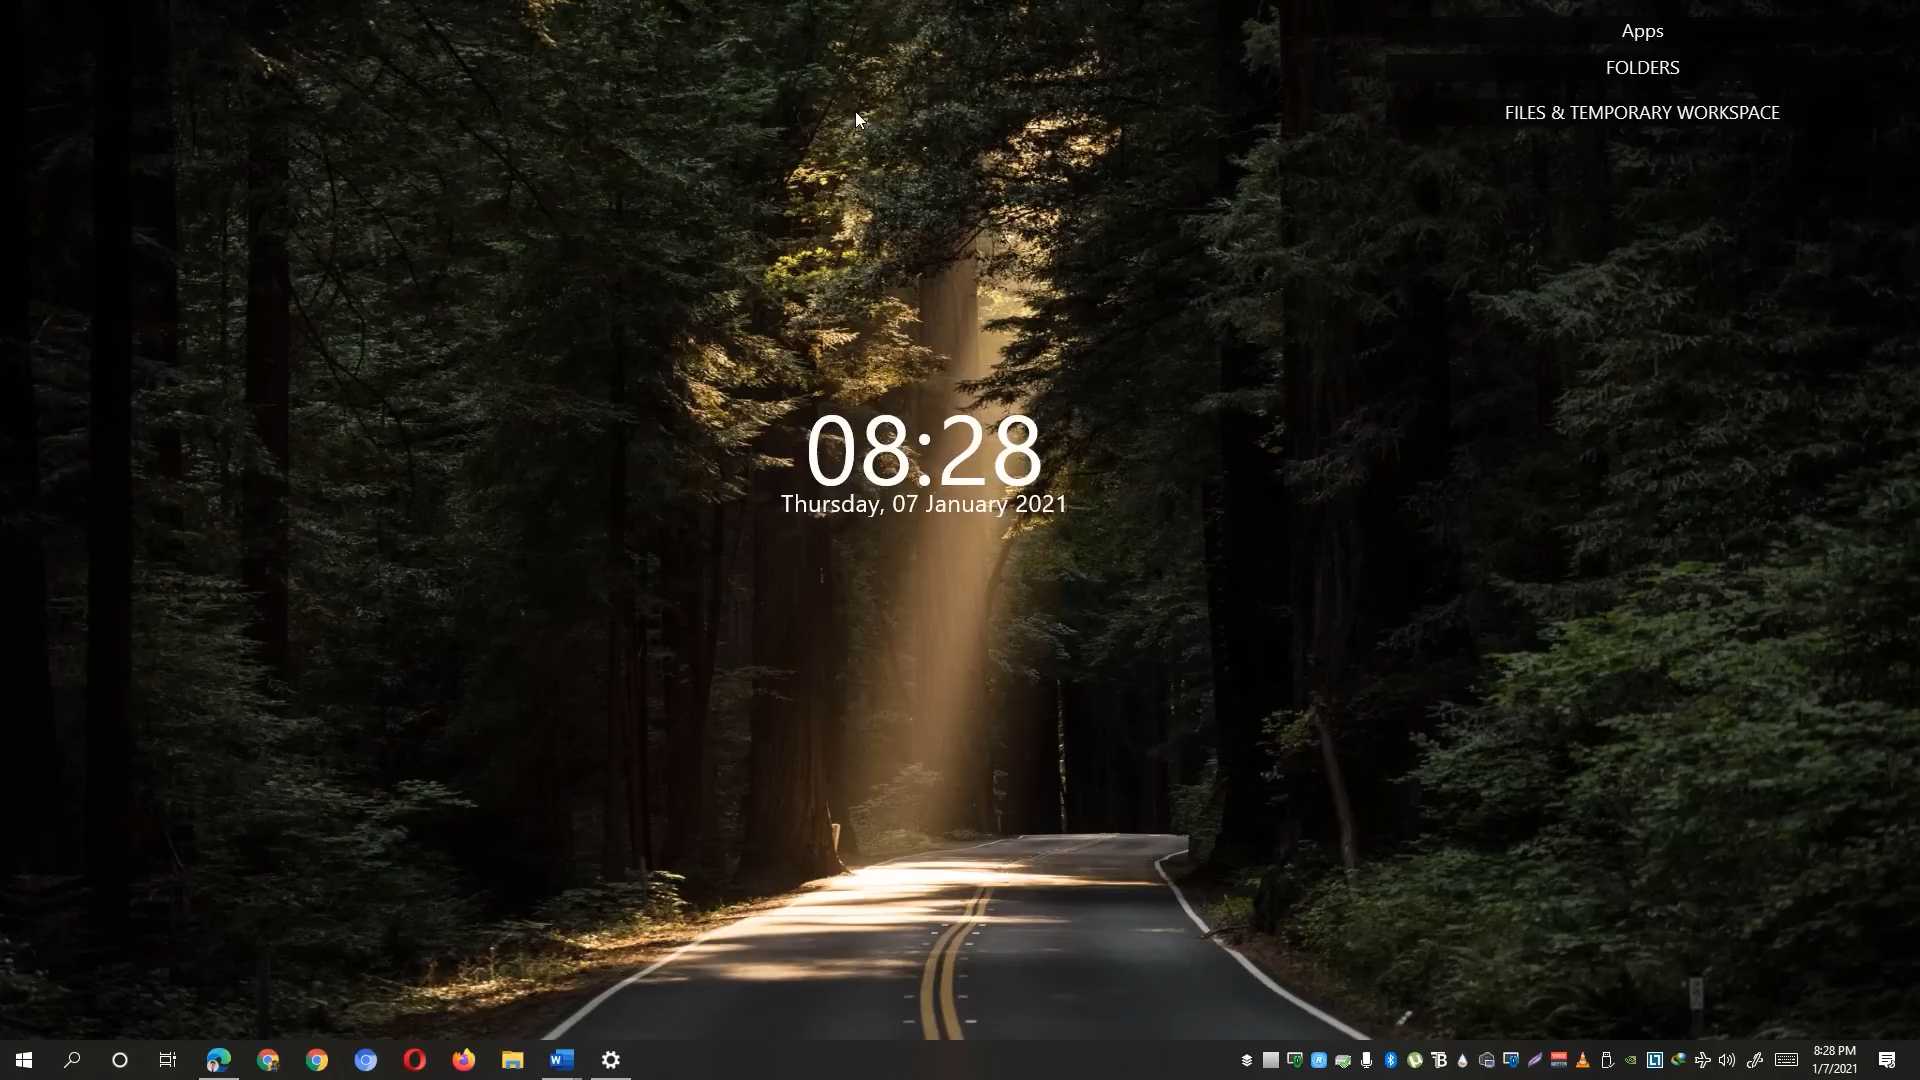 Apps
FOLDERS
FILES & TEMPORARY WORKSPACE
08:28
Thursday, 07 January 2021
8:28 PM
1/7/2021